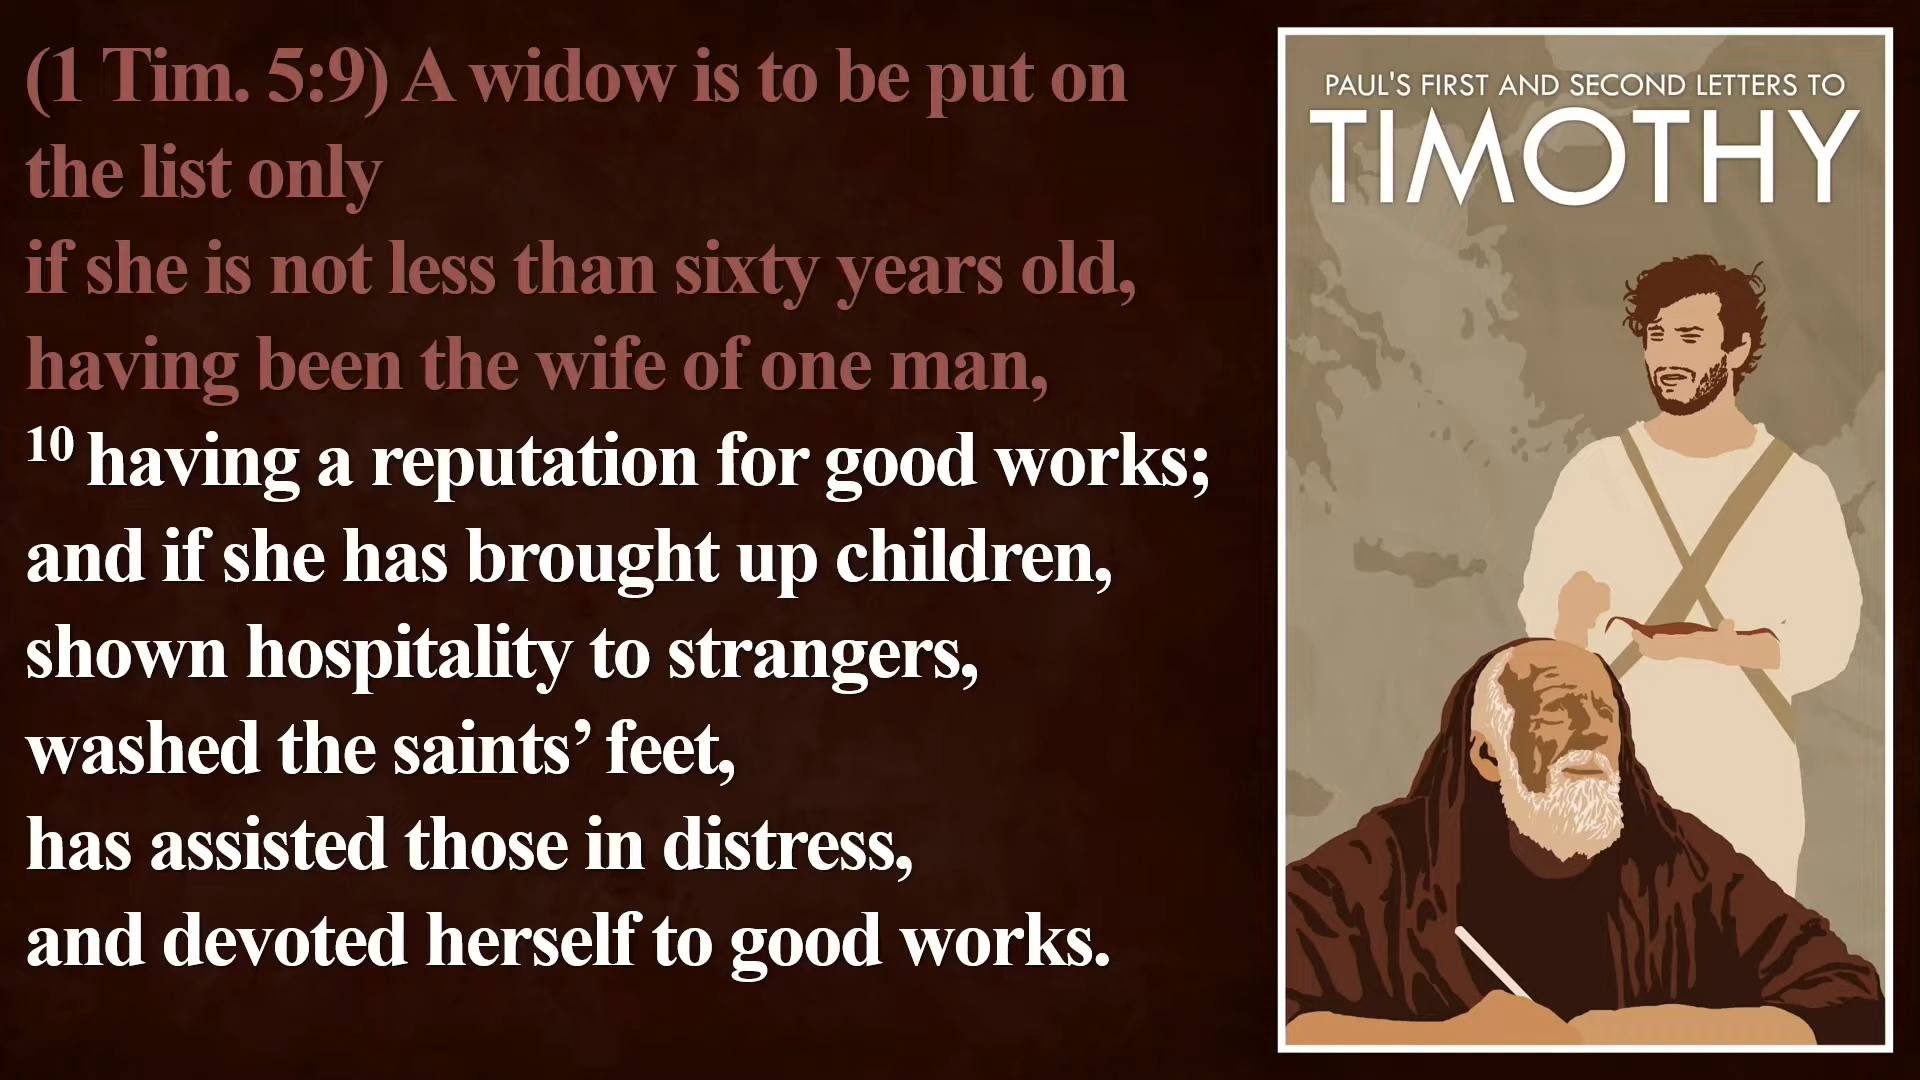 (1 Tim. 5:9) A widow is to be put on
the list only
if she is not less than sixty years old,
having been the wife of one man,
10 having a reputation for good works;
and if she has brought up children,
shown hospitality to strangers,
washed the saints’ feet,
has assisted those in distress,
and devoted herself to good works.
PAUL'S FIRST AND SECOND LETTERS TO
TIMOTHY